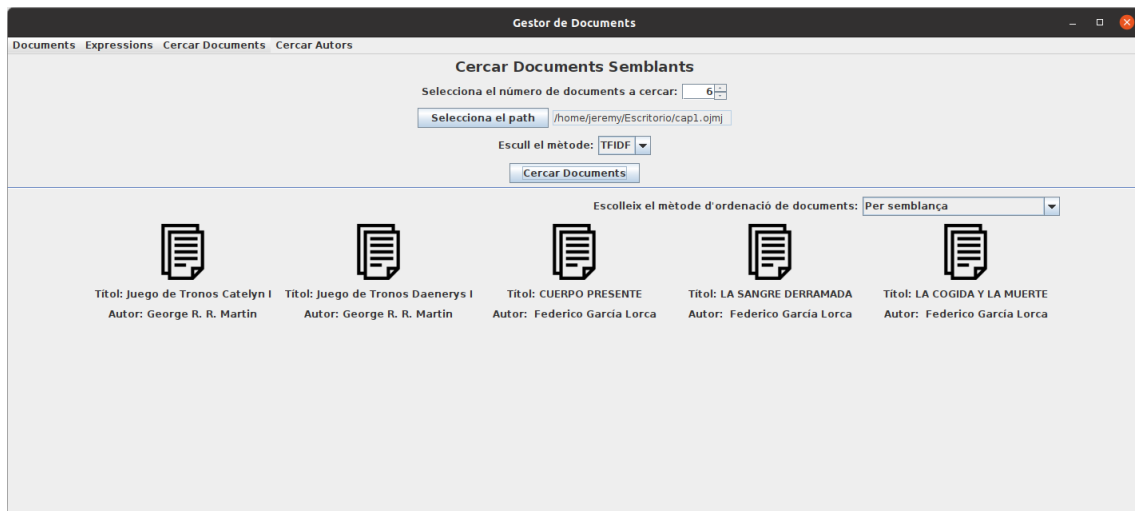 Gestor de Documents
Documents Expressions Cercar Documents Cercar Autors
Cercar Documents Semblants
Selecciona el número de documents a cercar: 6
Selecciona el path /home/jeremy/Escritorio/cap1.ojmj
Escull el mètode: TFIDF
Cercar Documents
Escolleix el mètode d'ordenació de documents: Per semblança
Títol: Juego de Tronos Catelyn I Títol: Juego de Tronos Daenerys I Títol: CUERPO PRESENTE Títol: LA SANGRE DERRAMADA Títol: LA COGIDA Y LA MUERTE
Autor: George R. R. Martin Autor: George R. R. Martin Autor: Federico García Lorca Autor: Federico García Lorca Autor: Federico García Lorca